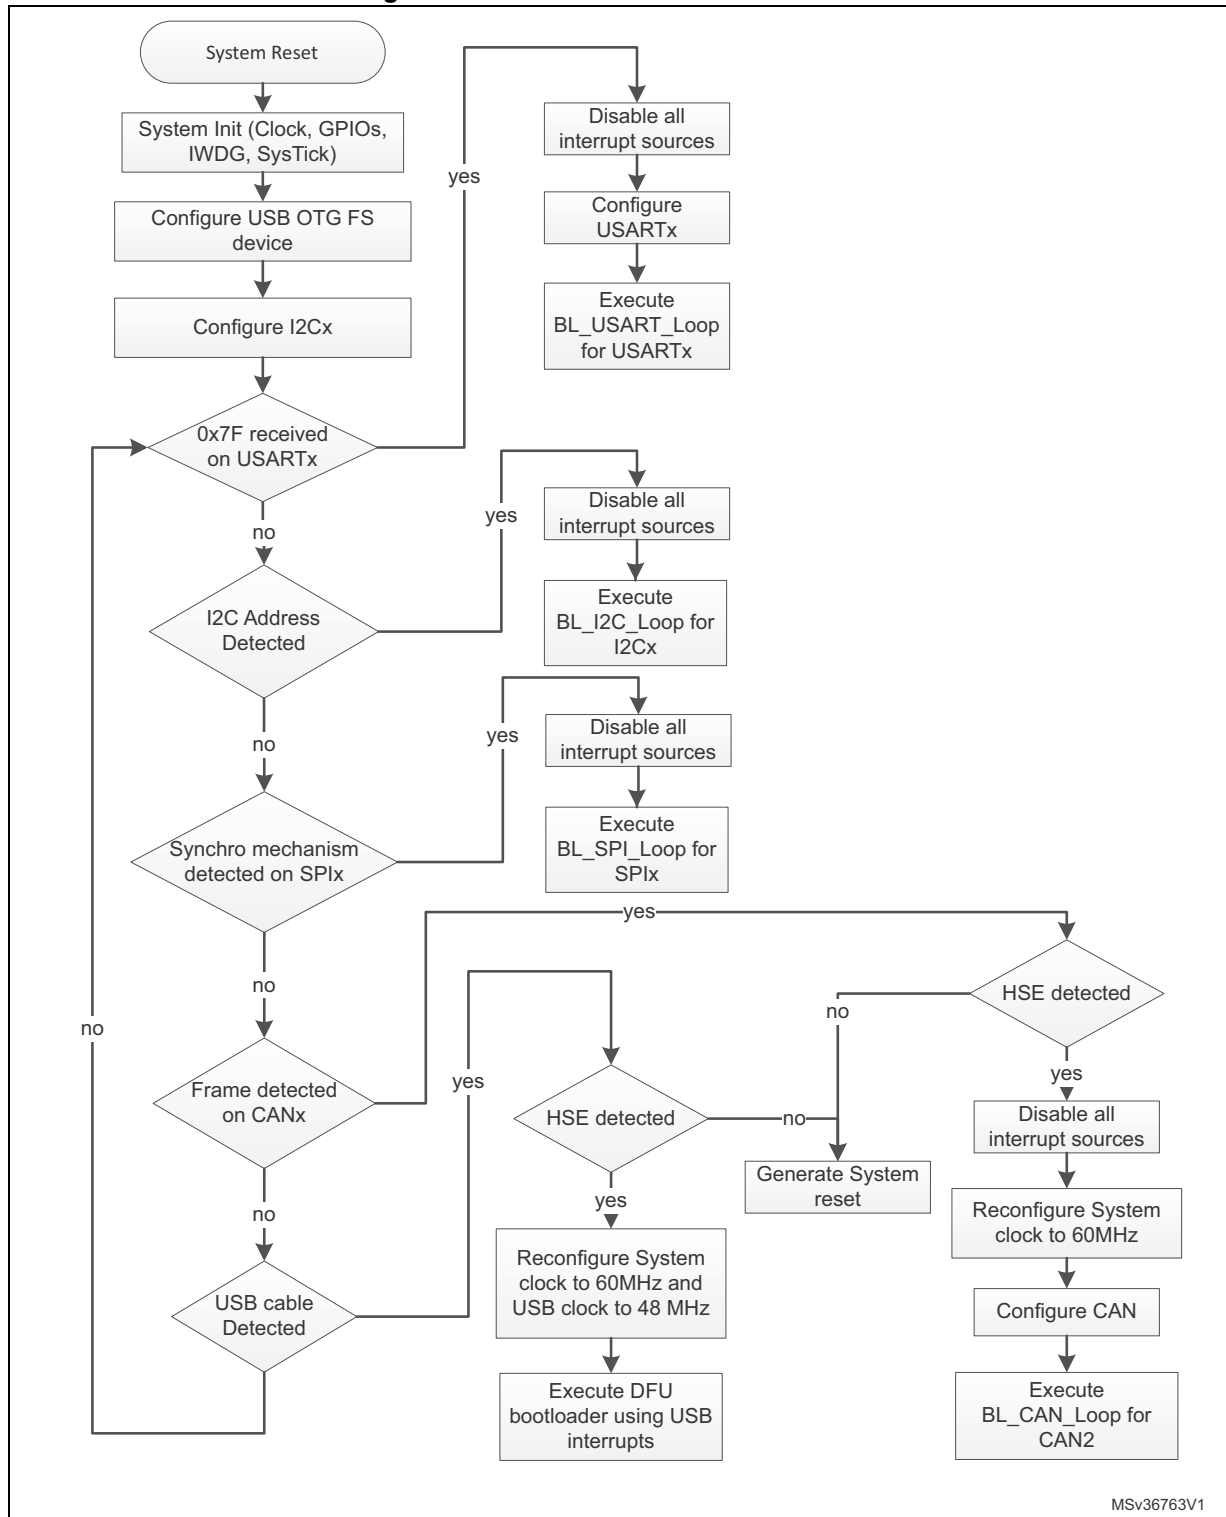 System Reset
System Init (Clock, GPIOs,
IWDG, SysTick)
Configure USB OTG FS
device
Configure I2Cx
0x7F received
on USARTx
yes
Disable all
interrupt sources
Configure
USARTx
Execute
BL_USART_Loop
for USARTx
no
I2C Address
Detected
yes
Disable all
interrupt sources
Execute
BL_I2C_Loop for
I2Cx
no
Synchro mechanism
detected on SPIx
yes
Disable all
interrupt sources
Execute
BL_SPI_Loop for
SPIx
no
Frame detected
on CANx
yes
HSE detected
no
yes
Disable all
interrupt sources
Reconfigure System
clock to 60MHz
Configure CAN
Execute
BL_CAN_Loop for
CAN2
no
USB cable
Detected
yes
HSE detected
no
Generate System
reset
yes
Reconfigure System
clock to 60MHz and
USB clock to 48 MHz
Execute DFU
bootloader using USB
interrupts
no
MSv36763V1